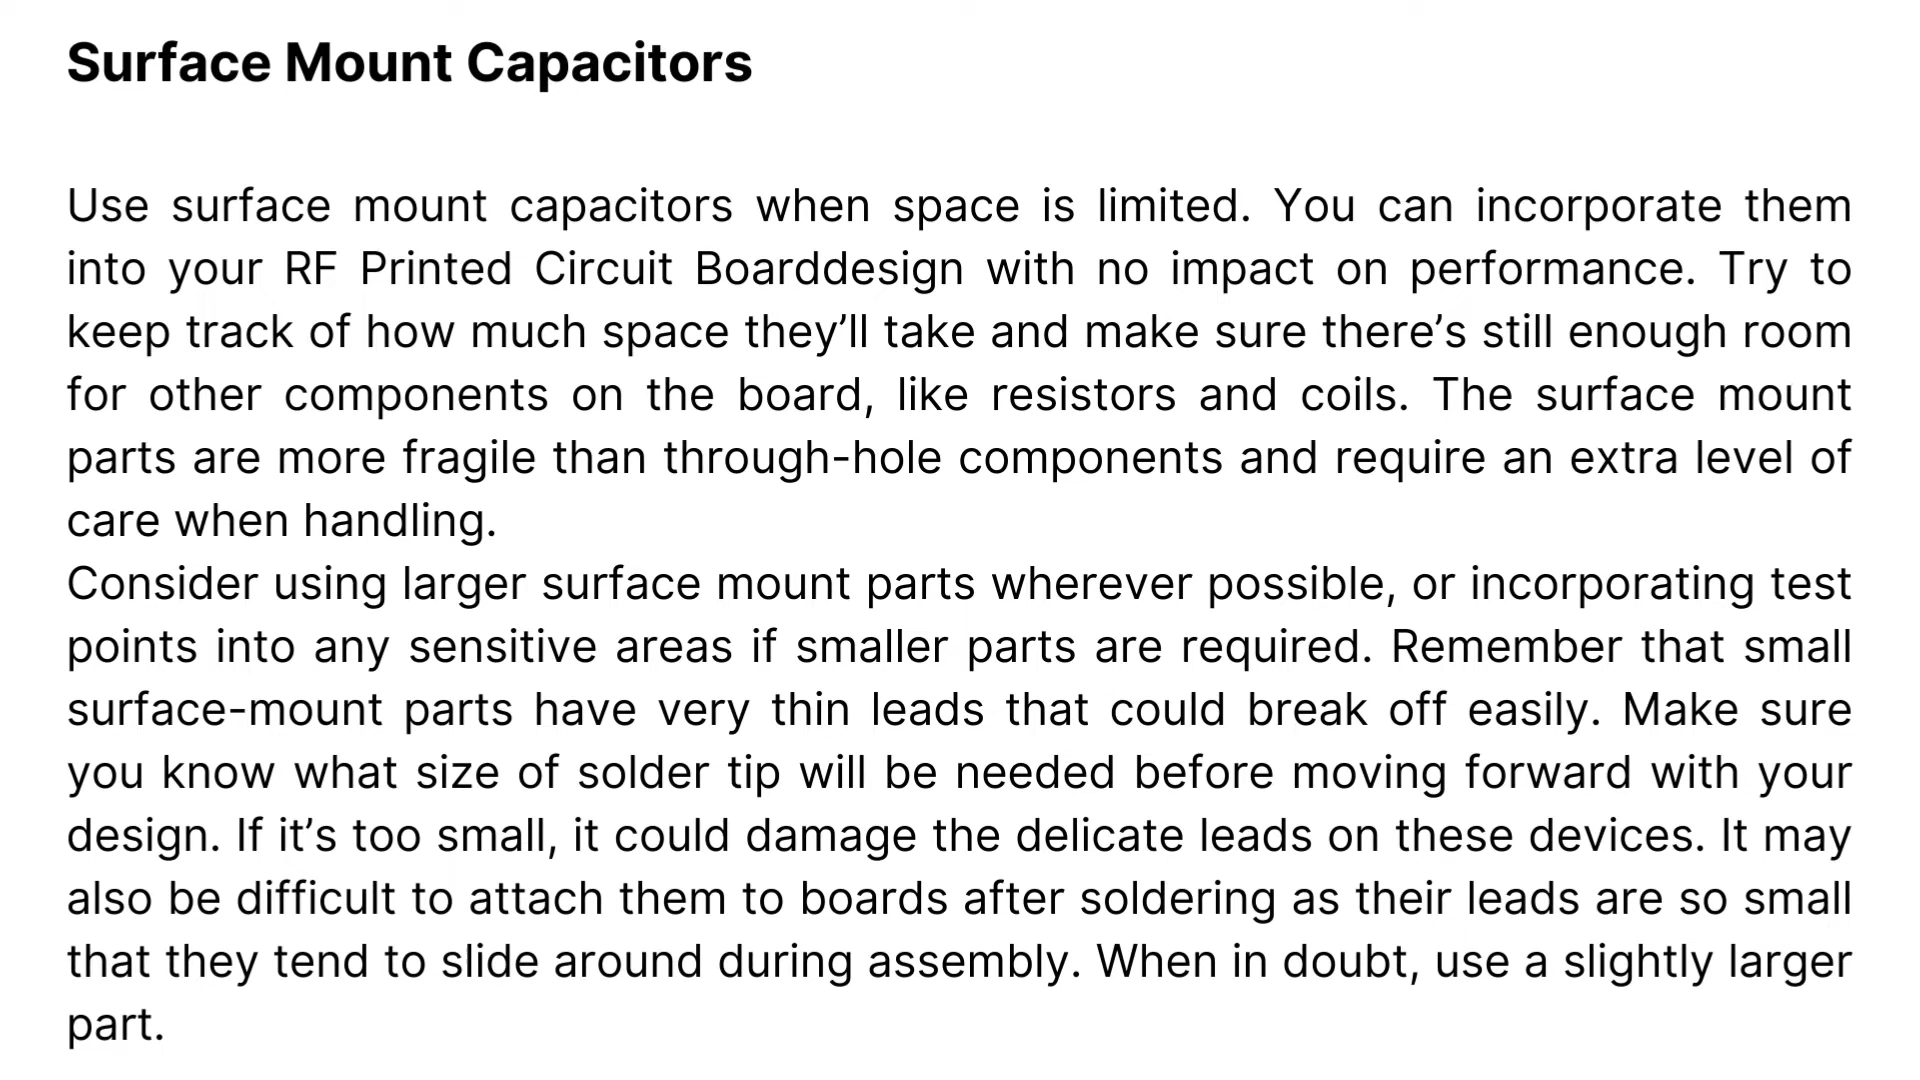 Surface Mount Capacitors
Use surface mount capacitors when space is limited. You can incorporate them
into your RF Printed Circuit Boarddesign with no impact on performance. Try to
keep track of how much space they’ll take and make sure there’s still enough room
for other components on the board, like resistors and coils. The surface mount
parts are more fragile than through-hole components and require an extra level of
care when handling.
Consider using larger surface mount parts wherever possible, or incorporating test
points into any sensitive areas if smaller parts are required. Remember that small
surface-mount parts have very thin leads that could break off easily. Make sure
you know what size of solder tip will be needed before moving forward with your
design. If it’s too small, it could damage the delicate leads on these devices. It may
also be difficult to attach them to boards after soldering as their leads are so small
that they tend to slide around during assembly. When in doubt, use a slightly larger
part.